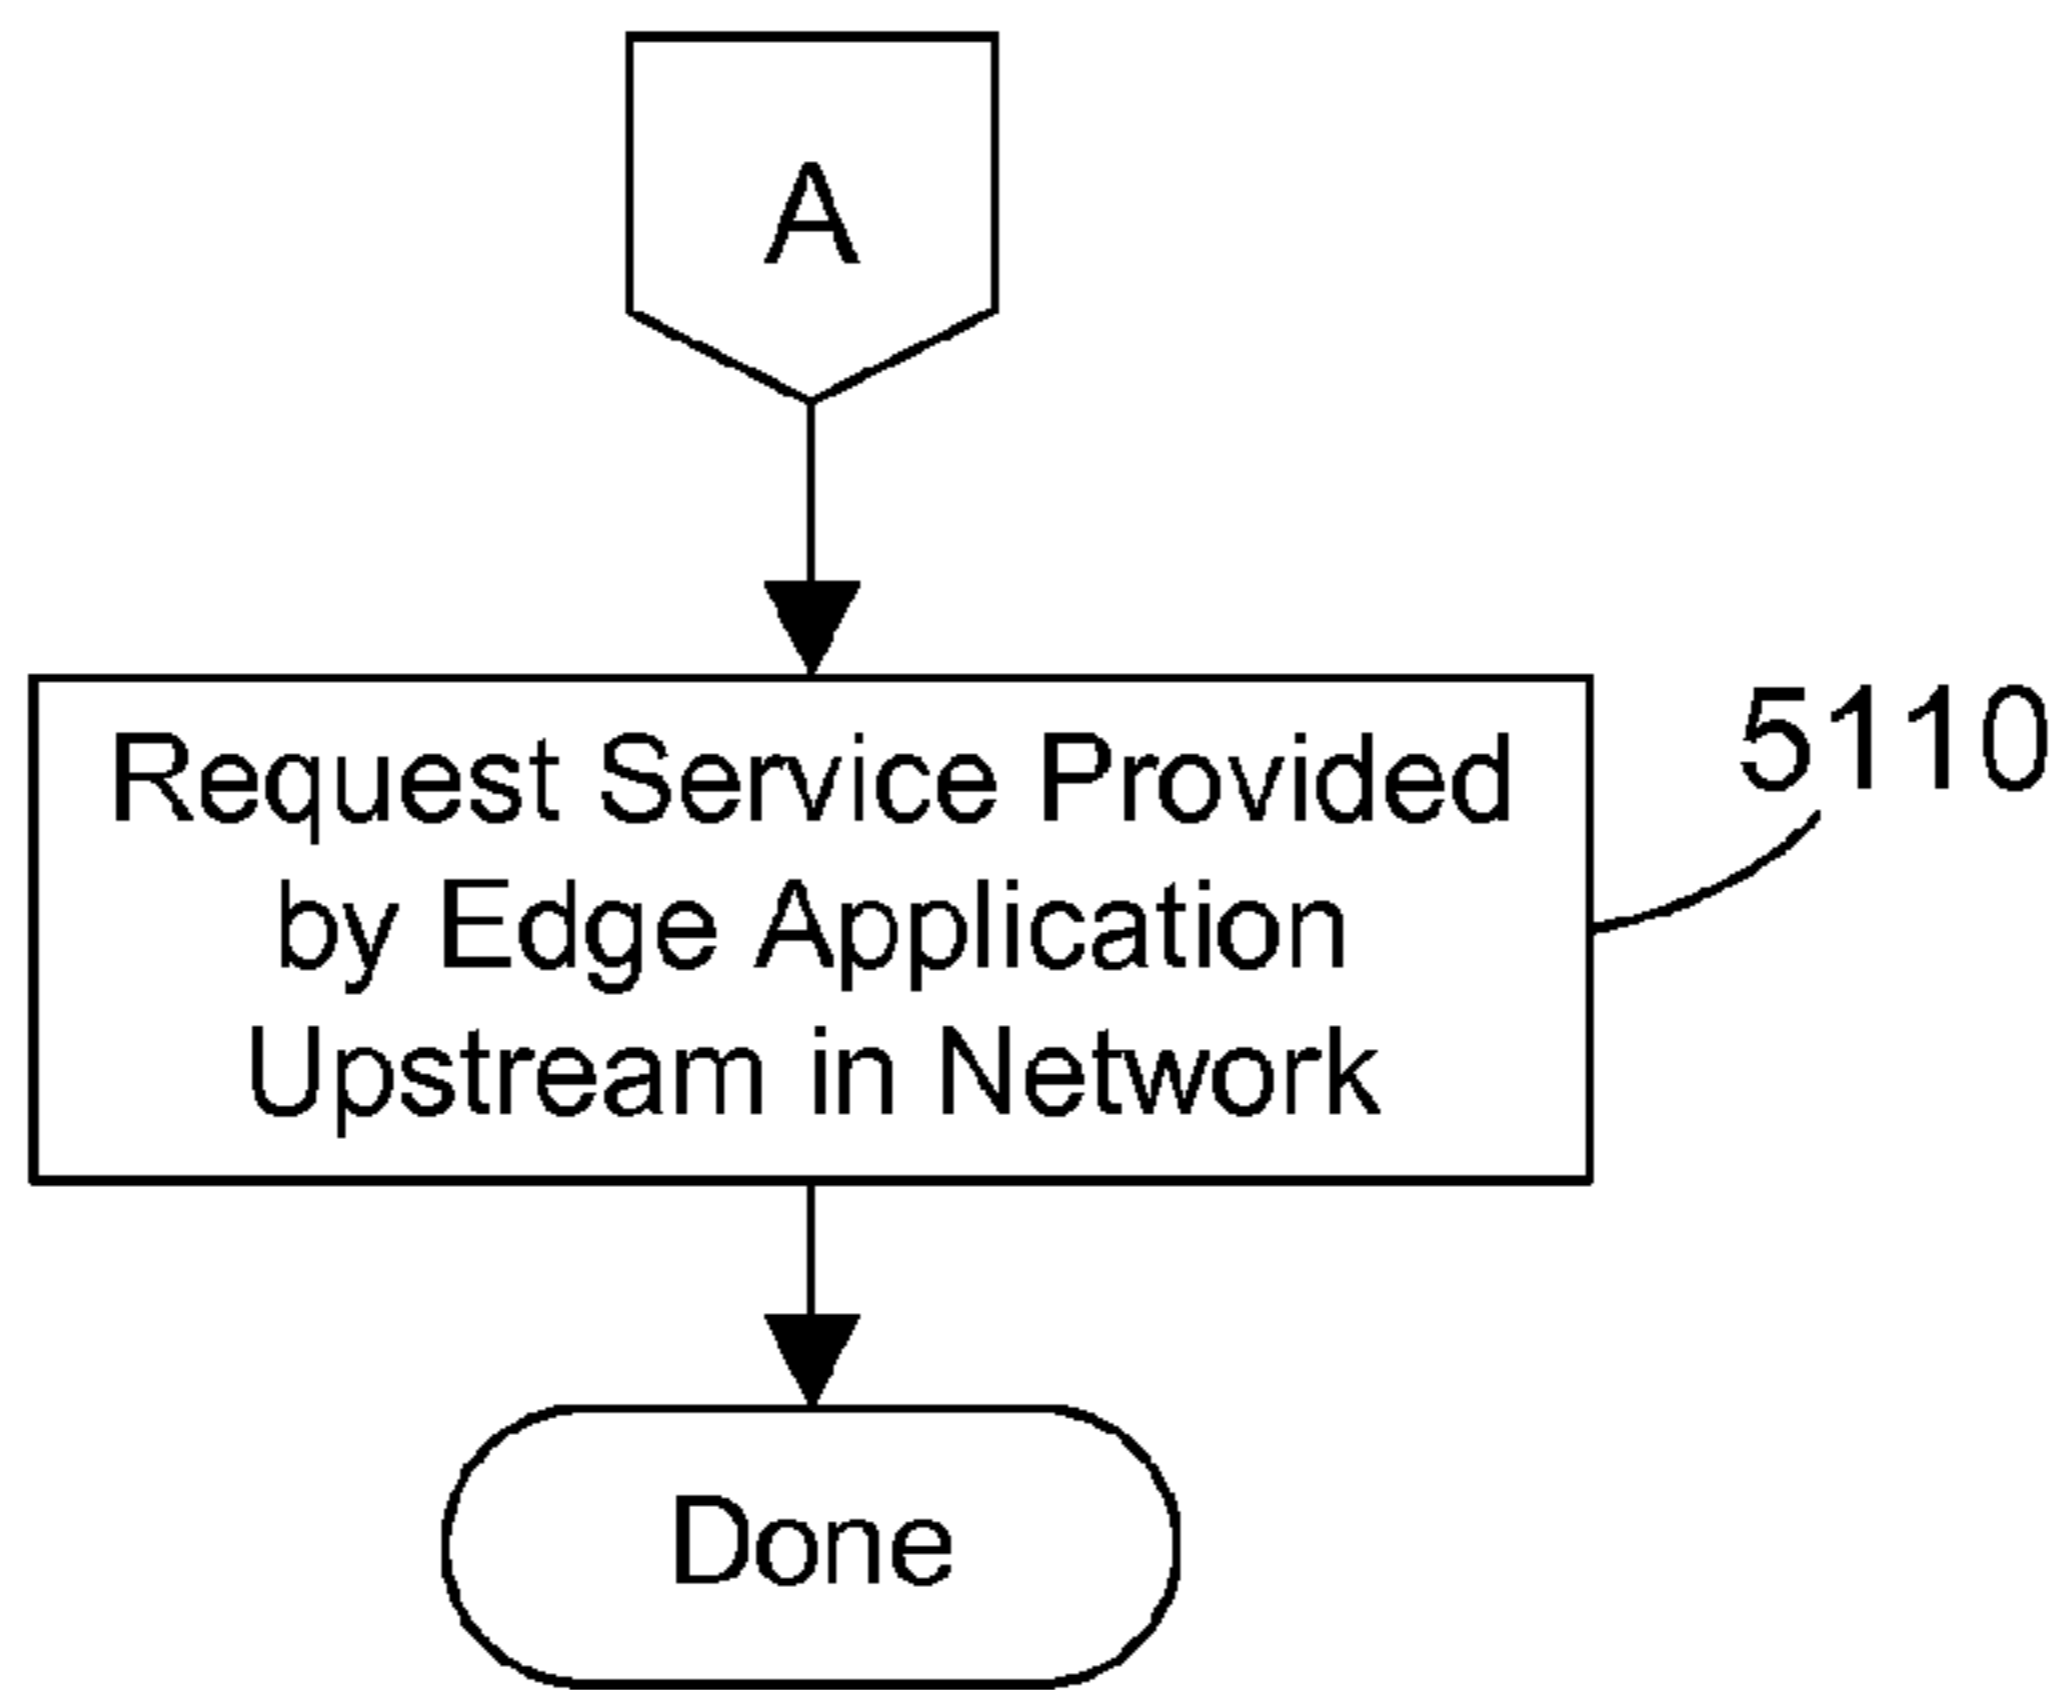 A
Request Service Provided
by Edge Application
Upstream in Network
5110
Done